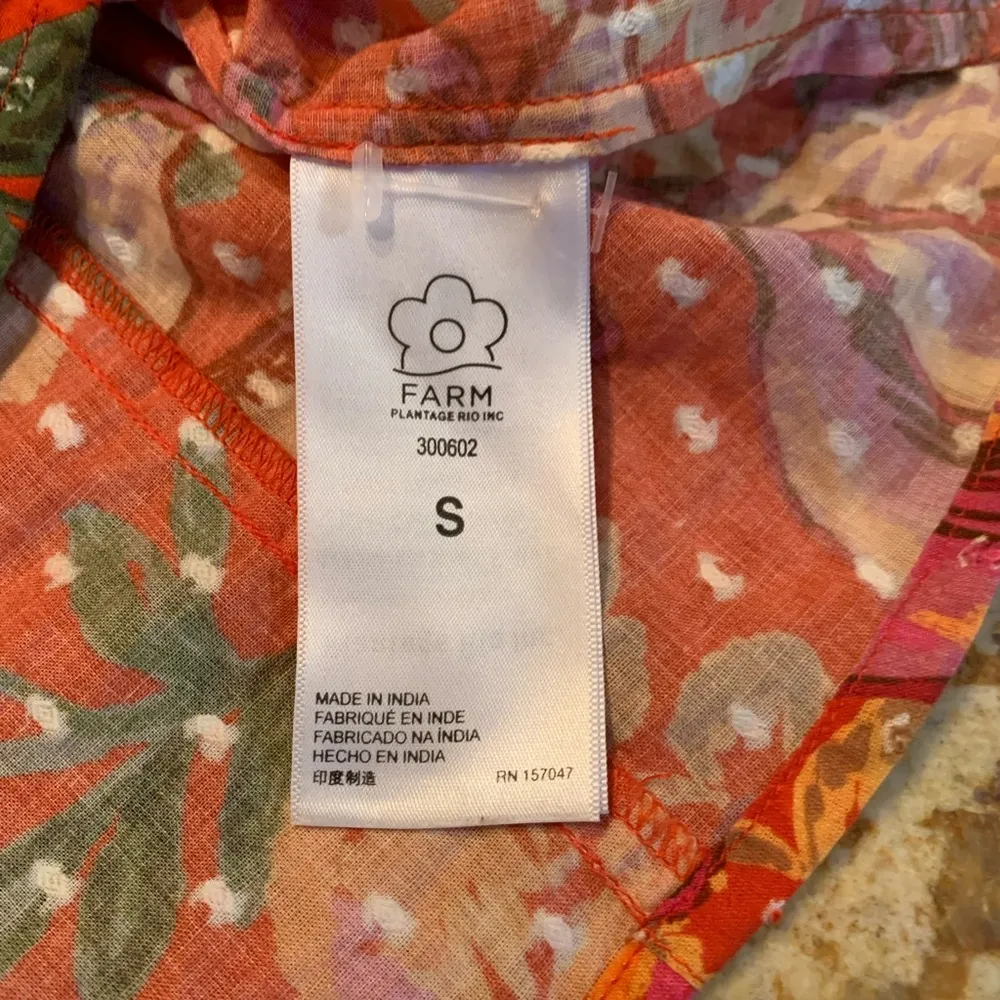 FARM
PLANTAGE RIO INC
300602
S
MADE IN INDIA
FABRIQUÉ EN INDE
FABRICADO NA ÍNDIA
HECHO EN INDIA
印度制造
RN 157047